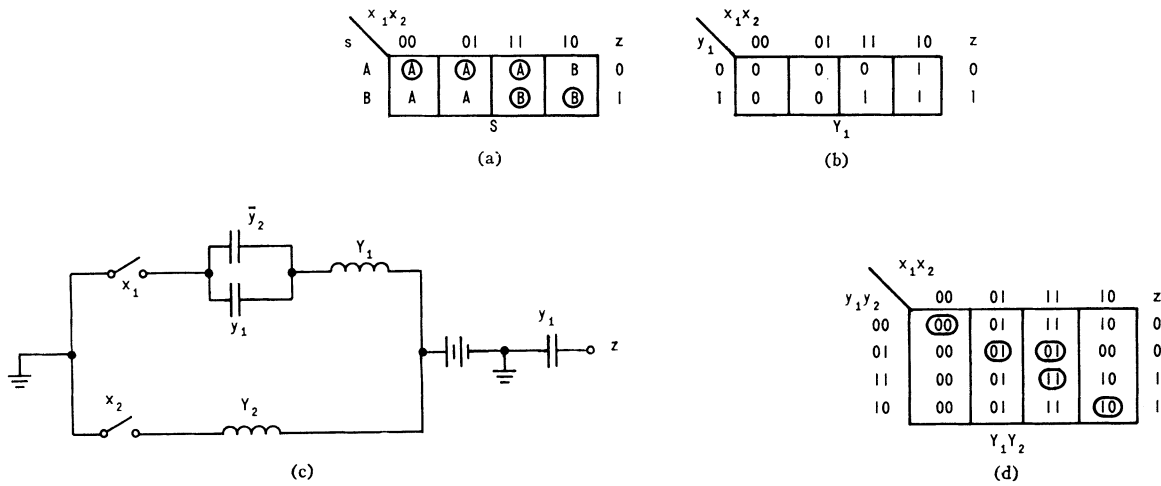 x₁x₂
s 00 01 11 10 z
A A A A B 0
B A A B B 1
S
(a)
x₁x₂
y₁ 00 01 11 10 z
0 0 0 0 1 0
1 0 0 1 1 1
Y₁
(b)
ȳ₂
Y₁
x₁
y₁
y₁
z
x₂
Y₂
(c)
x₁x₂
y₁y₂ 00 01 11 10 z
00 00 01 11 10 0
01 00 01 01 00 0
11 00 01 11 10 1
10 00 01 11 10 1
Y₁Y₂
(d)